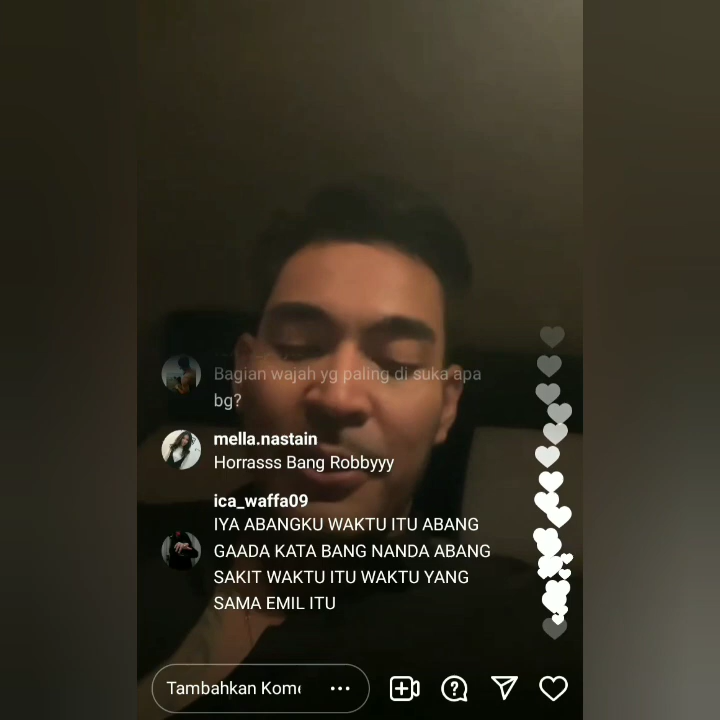 Bagian wajah yg paling di suka apa
bg?
mella.nastain
Horrasss Bang Robbyyy
ica_waffa09
IYA ABANGKU WAKTU ITU ABANG
GAADA KATA BANG NANDA ABANG
SAKIT WAKTU ITU WAKTU YANG
SAMA EMIL ITU
Tambahkan Kome